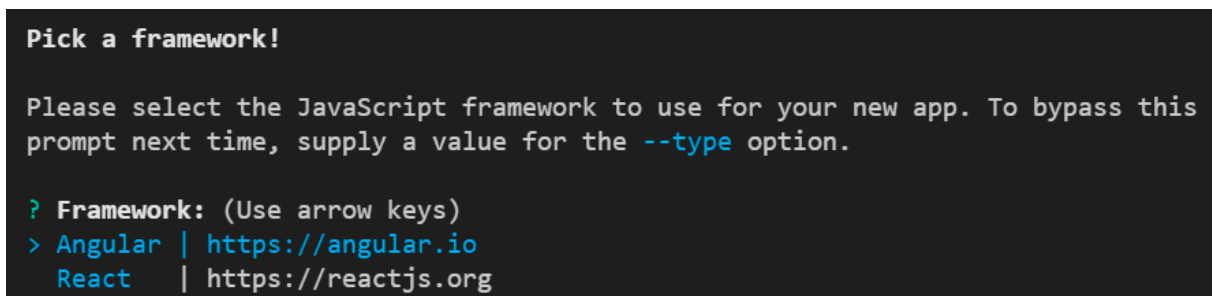 Pick a framework!
Please select the JavaScript framework to use for your new app. To bypass this
prompt next time, supply a value for the --type option.
? Framework: (Use arrow keys)
> Angular | https://angular.io
React | https://reactjs.org